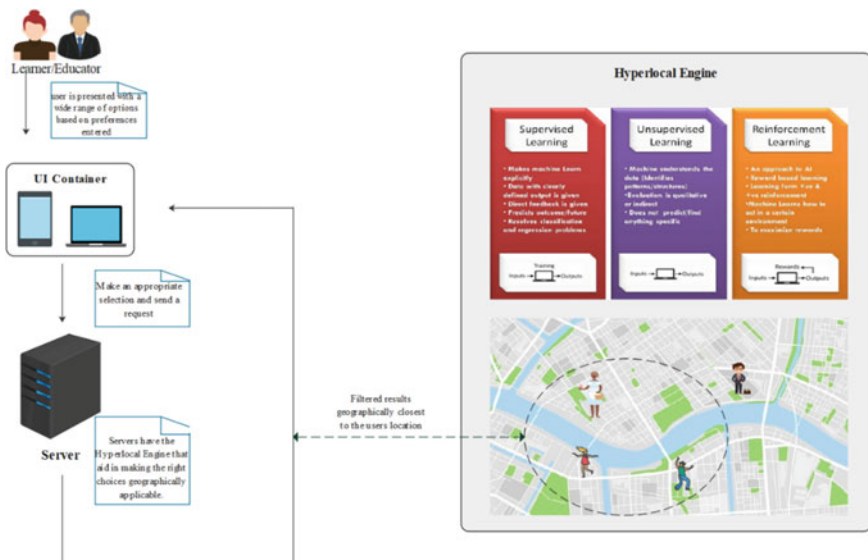 Learner/Educator
user is presented with a
wide range of options
based on preferences
entered
UI Container
Make an appropriate
selection and send a
request
Server
Servers have the
Hyperlocal Engine that
aid in making the right
choices geographically
applicable.
Filtered results
geographically closest
to the users location
Hyperlocal Engine
Supervised
Learning
• Makes machine Learn
explicitly
• Data with clearly
defined output is given
• Direct feedback is given
• Predicts outcome/future
• Resolves classification
and regression problems
Training
Inputs
Outputs
Unsupervised
Learning
• Machine understands the
data (Identifies
patterns/structures)
• Evaluation is qualitative
or indirect
• Does not predict/find
anything specific
Inputs
Outputs
Reinforcement
Learning
• An approach to AI
• Reward based learning
• Learning form +ve &
+ve reinforcement
• Machine Learns how to
act in a certain
environment
• To maximize rewards
Rewards
Inputs
Outputs